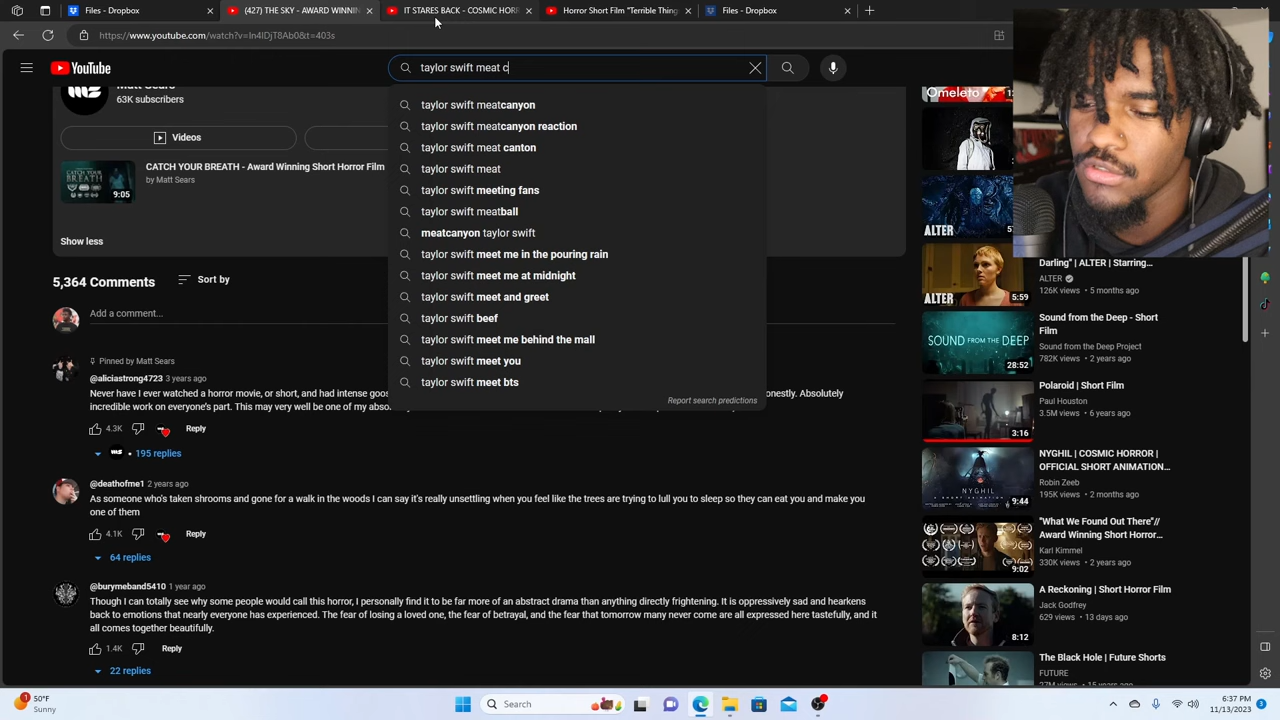 Files - Dropbox
(427) THE SKY - AWARD WINNIN
IT STARES BACK - COSMIC HO
Horror Short Film "Terrible Thing
Files - Dropbox
https://www.youtube.com/watch?v=In4IDjT8Ab0&t=403s
YouTube
taylor swift meat c
63K subscribers
Videos
CATCH YOUR BREATH - Award Winning Short Horror Film
by Matt Sears
CATCH YOUR
BREATH
9:05
Show less
taylor swift meatcanyon
taylor swift meatcanyon reaction
taylor swift meat canton
taylor swift meat
taylor swift meeting fans
taylor swift meatball
meatcanyon taylor swift
taylor swift meet me in the pouring rain
taylor swift meet me at midnight
taylor swift meet and greet
taylor swift beef
taylor swift meet me behind the mall
taylor swift meet you
taylor swift meet bts
Report search predictions
5,364 Comments
Sort by
Add a comment...
Pinned by Matt Sears
@aliciastrong4723 3 years ago
Never have I ever watched a horror movie, or short, and had intense goos
onestly. Absolutely
incredible work on everyone's part. This may very well be one of my abso
4.3K
Reply
195 replies
@deathofme1 2 years ago
As someone who's taken shrooms and gone for a walk in the woods I can say it's really unsettling when you feel like the trees are trying to lull you to sleep so they can eat you and make you
one of them
4.1K
Reply
64 replies
@burymeband5410 1 year ago
Though I can totally see why some people would call this horror, I personally find it to be far more of an abstract drama than anything directly frightening. It is oppressively sad and hearkens
back to emotions that nearly everyone has experienced. The fear of losing a loved one, the fear of betrayal, and the fear that tomorrow many never come are all expressed here tastefully, and it
all comes together beautifully.
1.4K
Reply
22 replies
Omeleto
ALTER
Darling" | ALTER | Starring...
ALTER
126K views • 5 months ago
ALTER
5:59
Sound from the Deep - Short
Film
Sound from the Deep Project
782K views • 2 years ago
SOUND FROM THE DEEP
28:52
Polaroid | Short Film
Paul Houston
3.5M views • 6 years ago
3:16
NYGHIL | COSMIC HORROR |
OFFICIAL SHORT ANIMATION...
Robin Zeeb
195K views • 2 months ago
NYGHIL
9:44
"What We Found Out There"//
Award Winning Short Horror...
Karl Kimmel
330K views • 2 years ago
9:02
A Reckoning | Short Horror Film
Jack Godfrey
629 views • 13 days ago
8:12
The Black Hole | Future Shorts
FUTURE
50°F
Sunny
Search
6:37 PM
11/13/2023